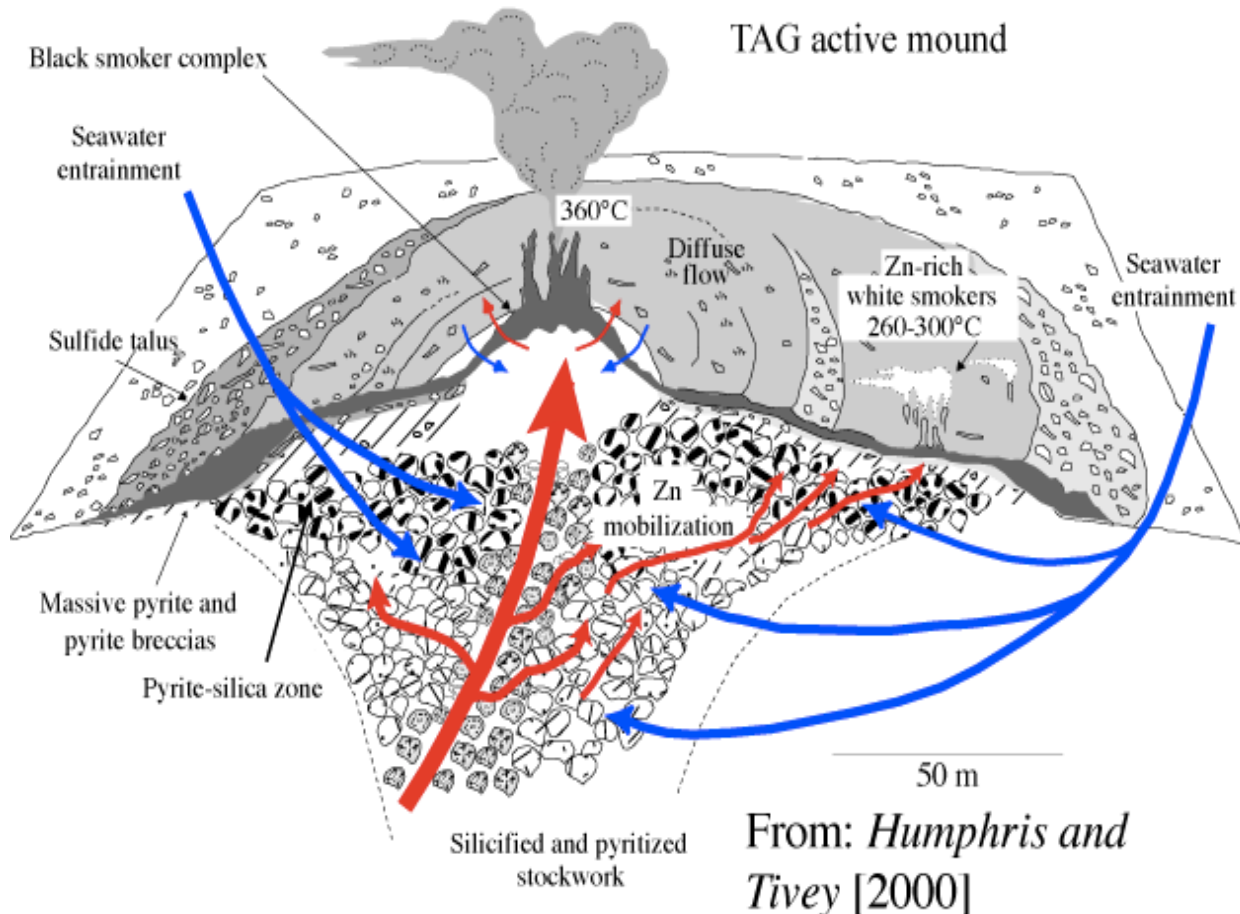 TAG active mound
Black smoker complex
Seawater
entrainment
360°C
Diffuse
flow
Zn-rich
white smokers
260-300°C
Seawater
entrainment
Sulfide talus
Zn
mobilization
Massive pyrite and
pyrite breccias
Pyrite-silica zone
50 m
Silicified and pyritized
stockwork
From: Humphris and
Tivey [2000]